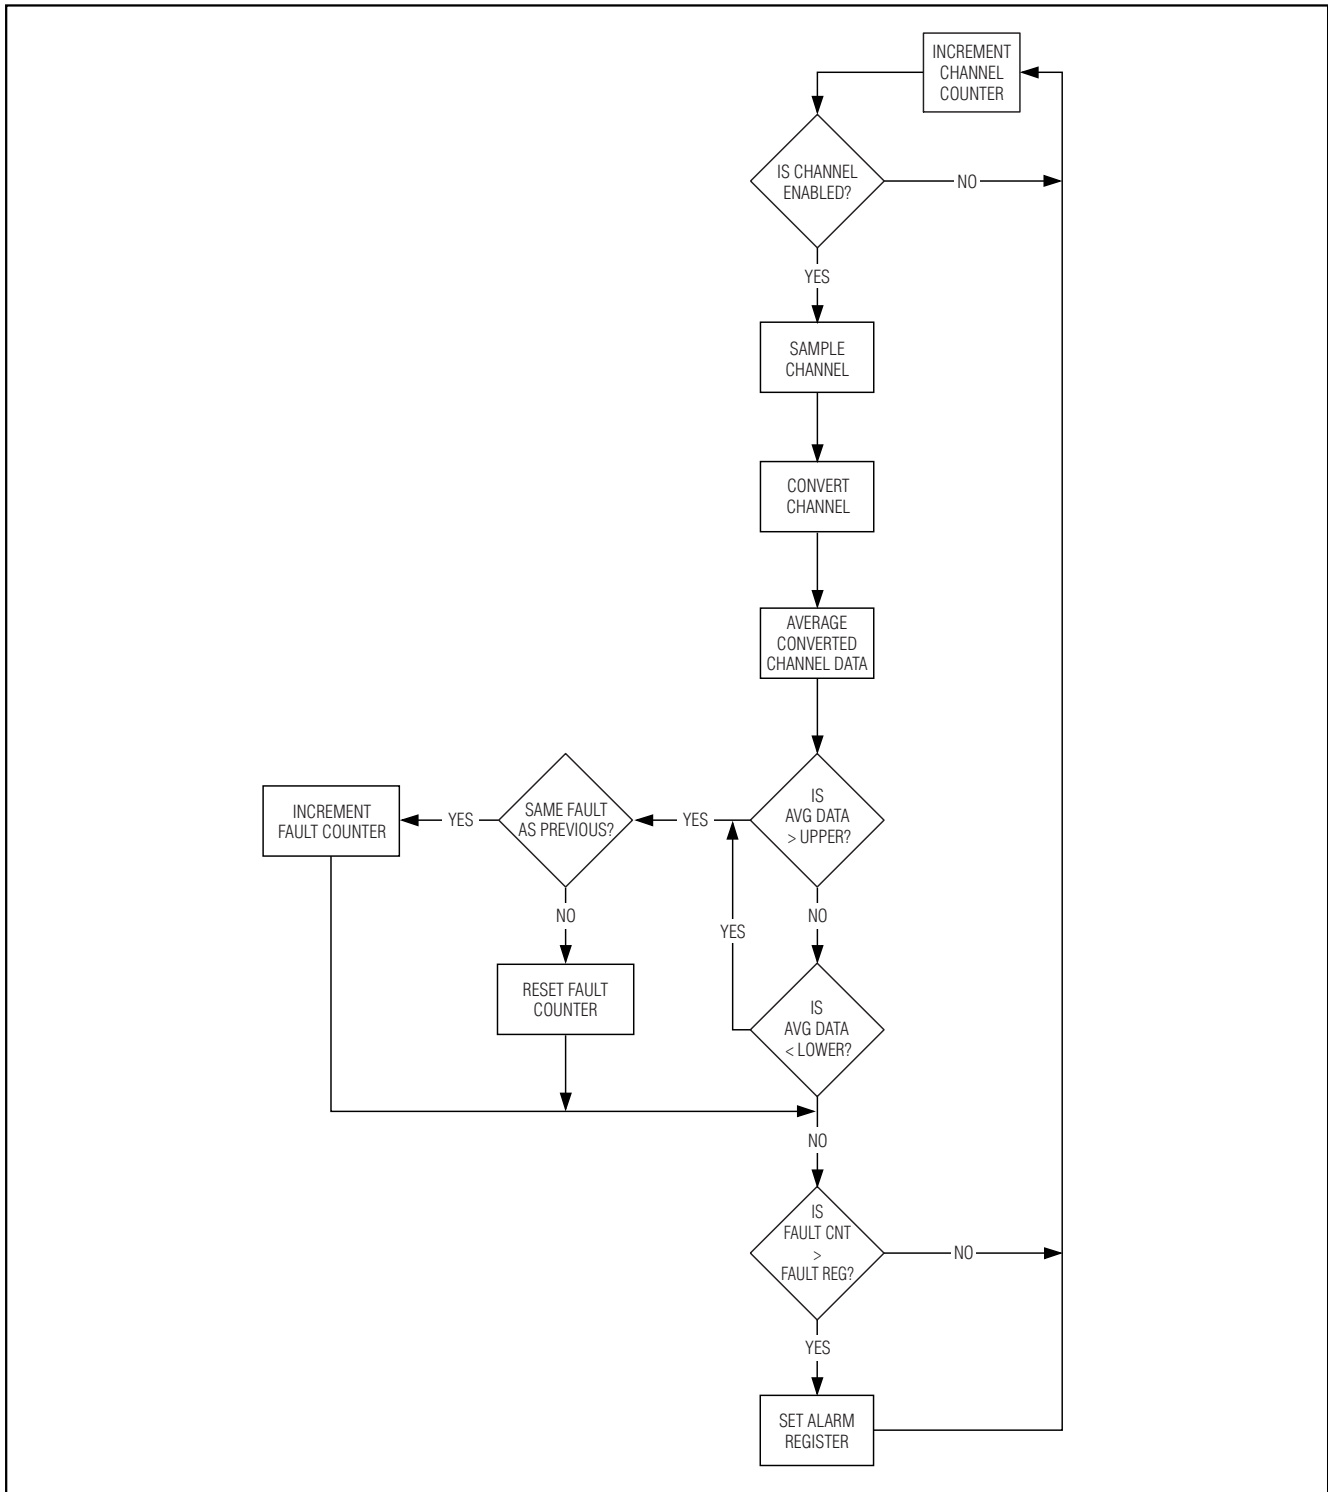 INCREMENT
CHANNEL
COUNTER
IS CHANNEL
ENABLED?
NO
YES
SAMPLE
CHANNEL
CONVERT
CHANNEL
AVERAGE
CONVERTED
CHANNEL DATA
IS
AVG DATA
> UPPER?
YES
SAME FAULT
AS PREVIOUS?
YES
INCREMENT
FAULT COUNTER
NO
RESET FAULT
COUNTER
NO
YES
IS
AVG DATA
< LOWER?
NO
IS
FAULT CNT
>
FAULT REG?
NO
YES
SET ALARM
REGISTER